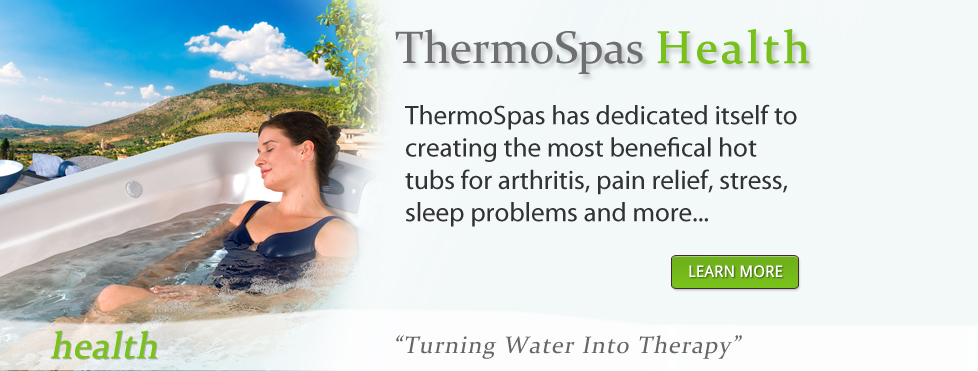 ThermoSpas Health
ThermoSpas has dedicated itself to
creating the most benefical hot
tubs for arthritis, pain relief, stress,
sleep problems and more...
LEARN MORE
health
“Turning Water Into Therapy”